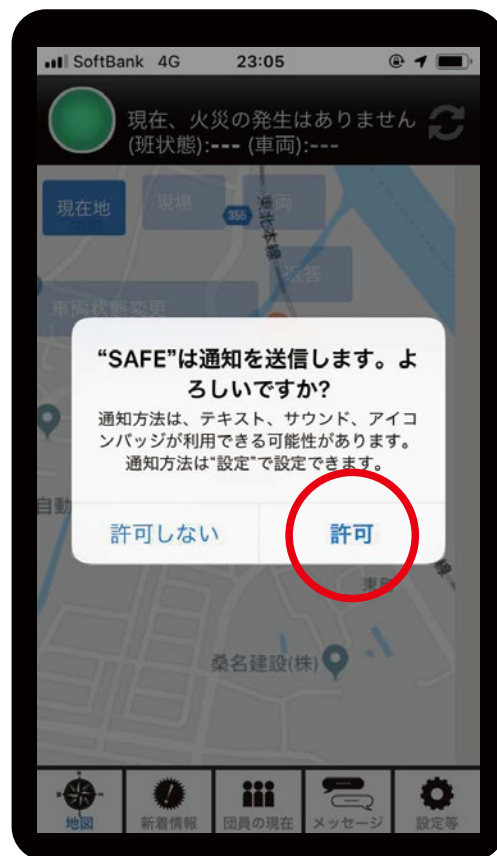 SoftBank 4G 23:05
現在、火災の発生はありません
(班状態):--- (車両):---
現在地 現場 車両
355
東北本線
返答
車両状態変更
“SAFE”は通知を送信します。よ
ろしいですか?
通知方法は、テキスト、サウンド、アイコ
ンバッジが利用できる可能性があります。
通知方法は“設定”で設定できます。
自動
許可しない 許可
線
桑名建設(株)
地図 新着情報 団員の現在 メッセージ 設定等